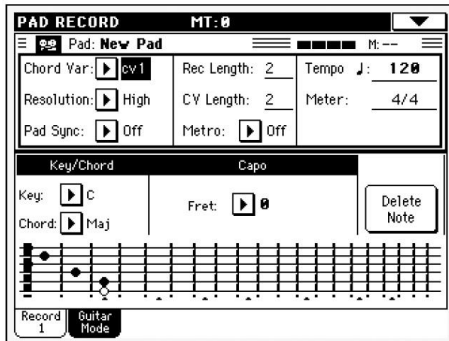 PAD RECORD MT:0
Pad: New Pad M:--
Chord Var: cv1 Rec Length: 2 Tempo ♩: 120
Resolution: High CV Length: 2 Meter: 4/4
Pad Sync: Off Metro: Off
Key/Chord Capo
Key: C
Fret: 0
Chord: Maj
Delete
Note
Record
1
Guitar
Mode